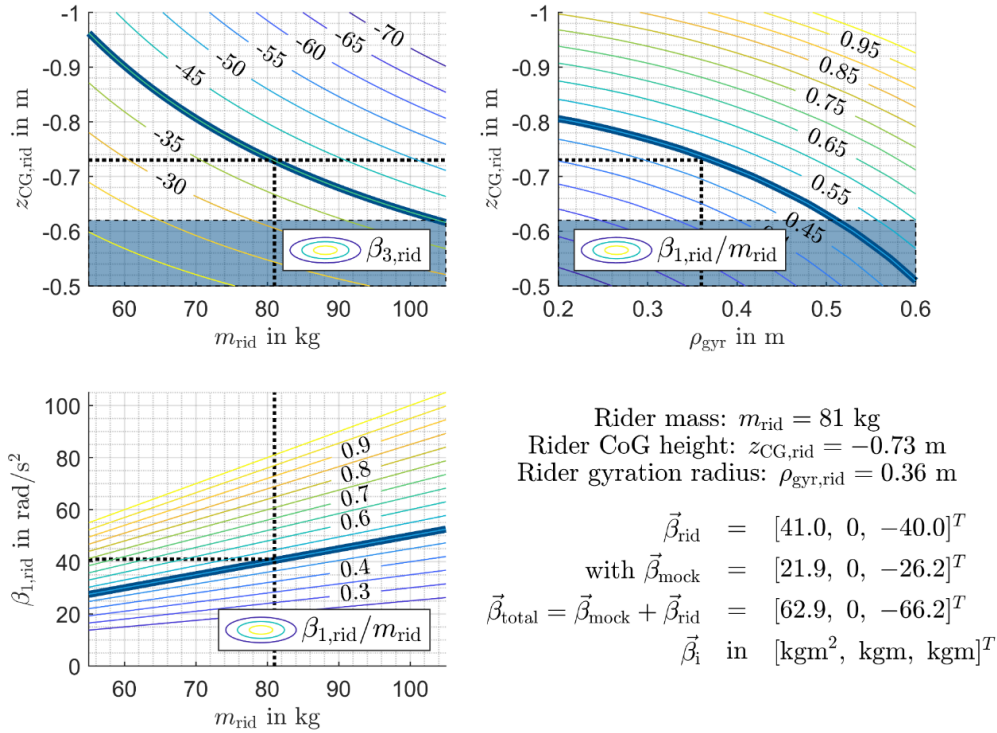 -1
-0.9
-0.8
-0.7
-0.6
-0.5
z_CG,rid in m
-70
-65
-60
-55
-50
-45
-35
-30
β_3,rid
60 70 80 90 100
m_rid in kg
-1
-0.9
-0.8
-0.7
-0.6
-0.5
z_CG,rid in m
0.95
0.85
0.75
0.65
0.55
0.45
β_1,rid/m_rid
0.2 0.3 0.4 0.5 0.6
ρ_gyr in m
100
80
60
40
20
0
β_1,rid in rad/s²
0.9
0.8
0.7
0.6
0.4
0.3
β_1,rid/m_rid
60 70 80 90 100
m_rid in kg
Rider mass: m_rid = 81 kg
Rider CoG height: z_CG,rid = −0.73 m
Rider gyration radius: ρ_gyr,rid = 0.36 m
β⃗_rid = [41.0, 0, −40.0]^T
with β⃗_mock = [21.9, 0, −26.2]^T
β⃗_total = β⃗_mock + β⃗_rid = [62.9, 0, −66.2]^T
β⃗_i in [kgm², kgm, kgm]^T